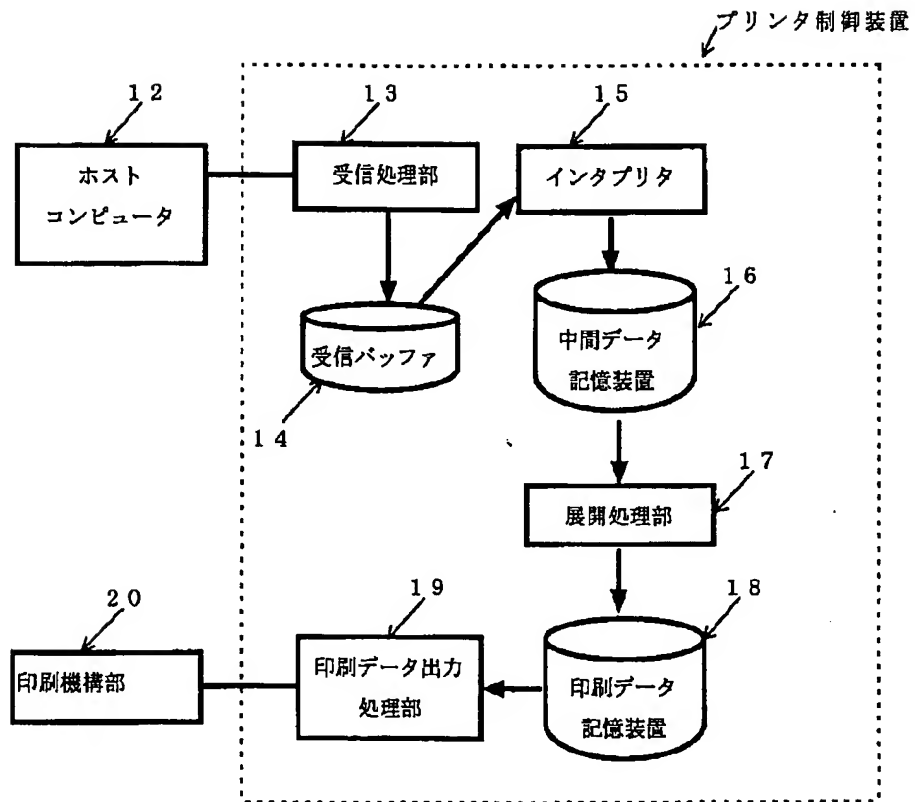 プリンタ制御装置
12
13
15
ホスト
コンピュータ
受信処理部
インタプリタ
16
受信バッファ
中間データ
記憶装置
14
17
展開処理部
20
19
18
印刷機構部
印刷データ出力
処理部
印刷データ
記憶装置